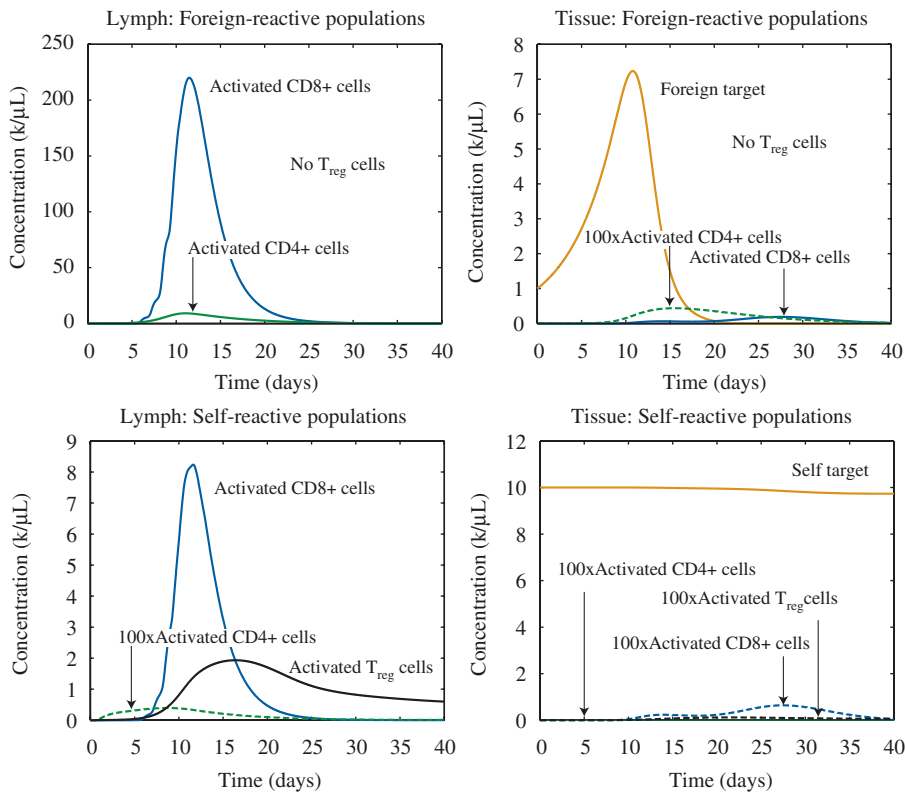 Lymph: Foreign-reactive populations
250
200
150
100
50
0
Concentration (k/µL)
Activated CD8+ cells
No Treg cells
Activated CD4+ cells
0 5 10 15 20 25 30 35 40
Time (days)
Tissue: Foreign-reactive populations
8
7
6
5
4
3
2
1
0
Concentration (k/µL)
Foreign target
No Treg cells
100xActivated CD4+ cells
Activated CD8+ cells
0 5 10 15 20 25 30 35 40
Time (days)
Lymph: Self-reactive populations
9
8
7
6
5
4
3
2
1
0
Concentration (k/µL)
Activated CD8+ cells
100xActivated CD4+ cells
Activated Treg cells
0 5 10 15 20 25 30 35 40
Time (days)
Tissue: Self-reactive populations
12
10
8
6
4
2
0
Concentration (k/µL)
Self target
100xActivated CD4+ cells
100xActivated Tregcells
100xActivated CD8+ cells
0 5 10 15 20 25 30 35 40
Time (days)